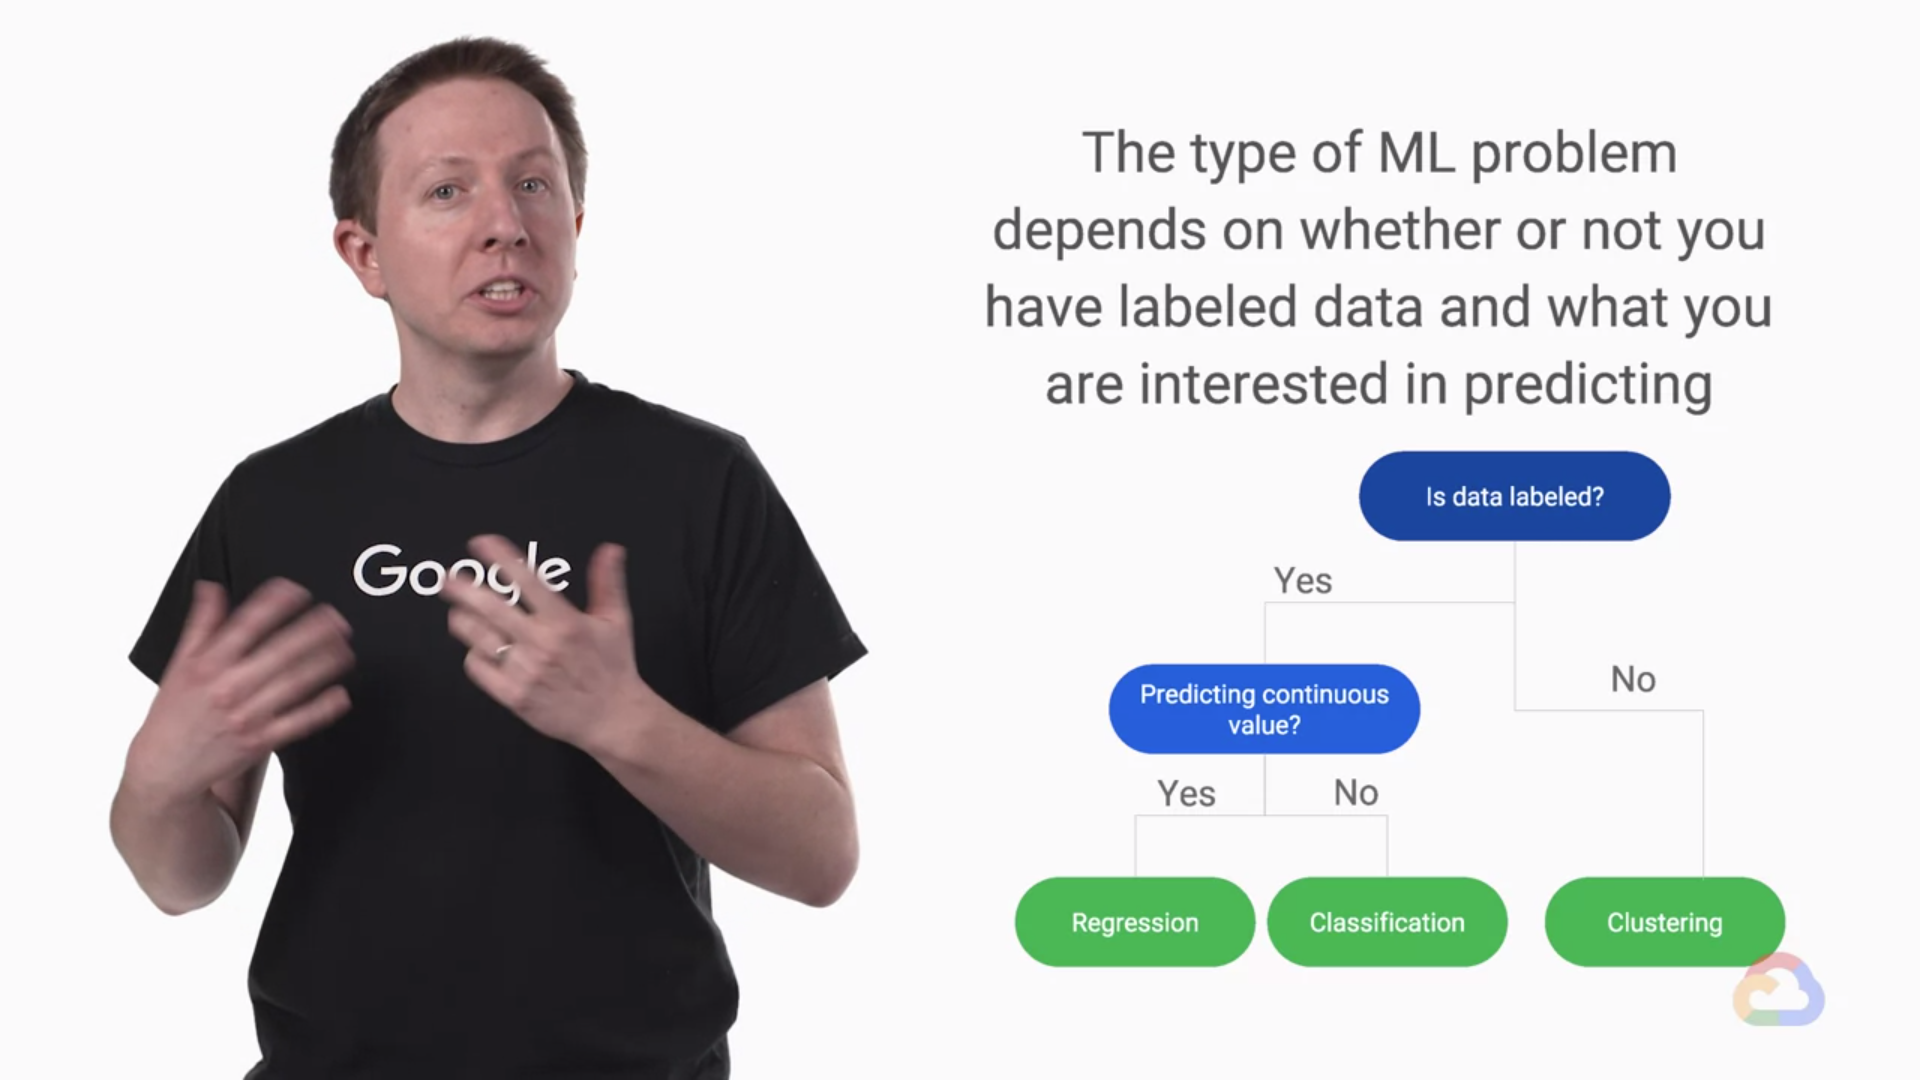 The type of ML problem
depends on whether or not you
have labeled data and what you
are interested in predicting
Is data labeled?
Yes
No
Predicting continuous
value?
Yes
No
Regression
Classification
Clustering
Google